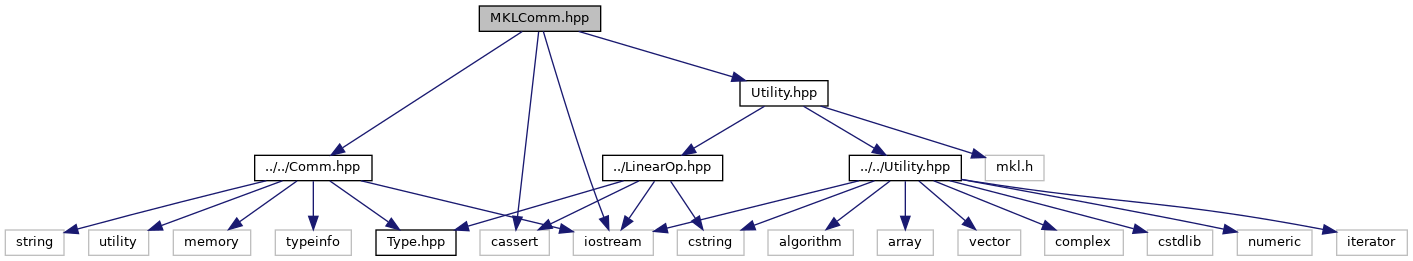 MKLComm.hpp
Utility.hpp
../../Comm.hpp
../LinearOp.hpp
../../Utility.hpp
mkl.h
string
utility
memory
typeinfo
Type.hpp
cassert
iostream
cstring
algorithm
array
vector
complex
cstdlib
numeric
iterator